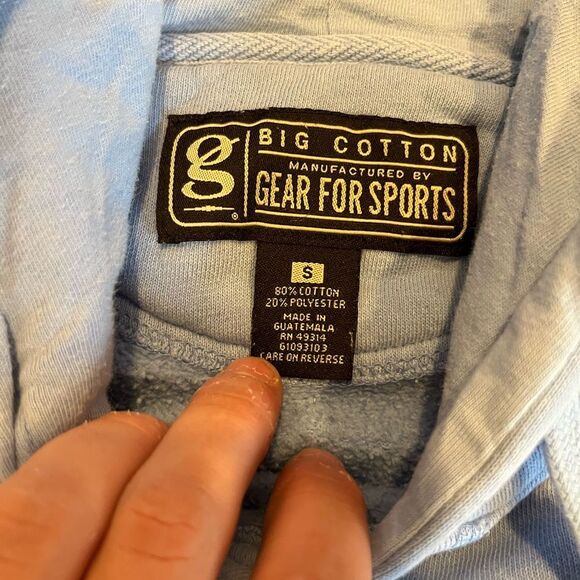 g
®
BIG COTTON
MANUFACTURED BY
GEAR FOR SPORTS
S
80% COTTON
20% POLYESTER
MADE IN
GUATEMALA
RN 49314
G1093103
CARE ON REVERSE